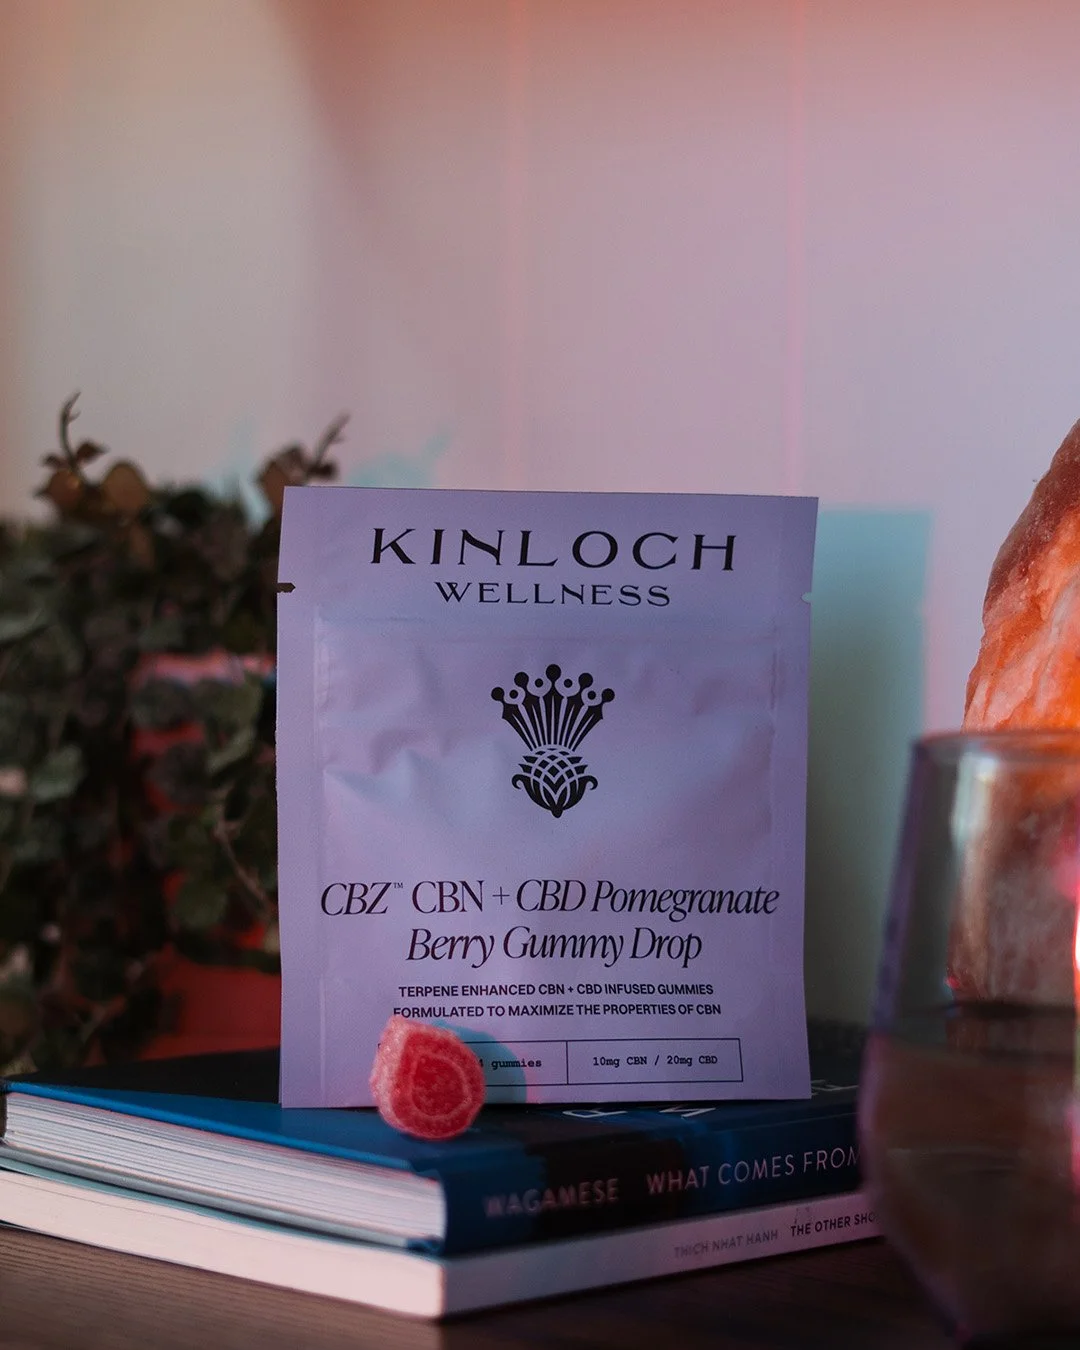 KINLOCH
WELLNESS
CBZ™ CBN + CBD Pomegranate
Berry Gummy Drop
TERPENE ENHANCED CBN + CBD INFUSED GUMMIES
FORMULATED TO MAXIMIZE THE PROPERTIES OF CBN
gummies
10mg CBN / 20mg CBD
WAGAMESE WHAT COMES FROM
THICH NHAT HANH THE OTHER SHO